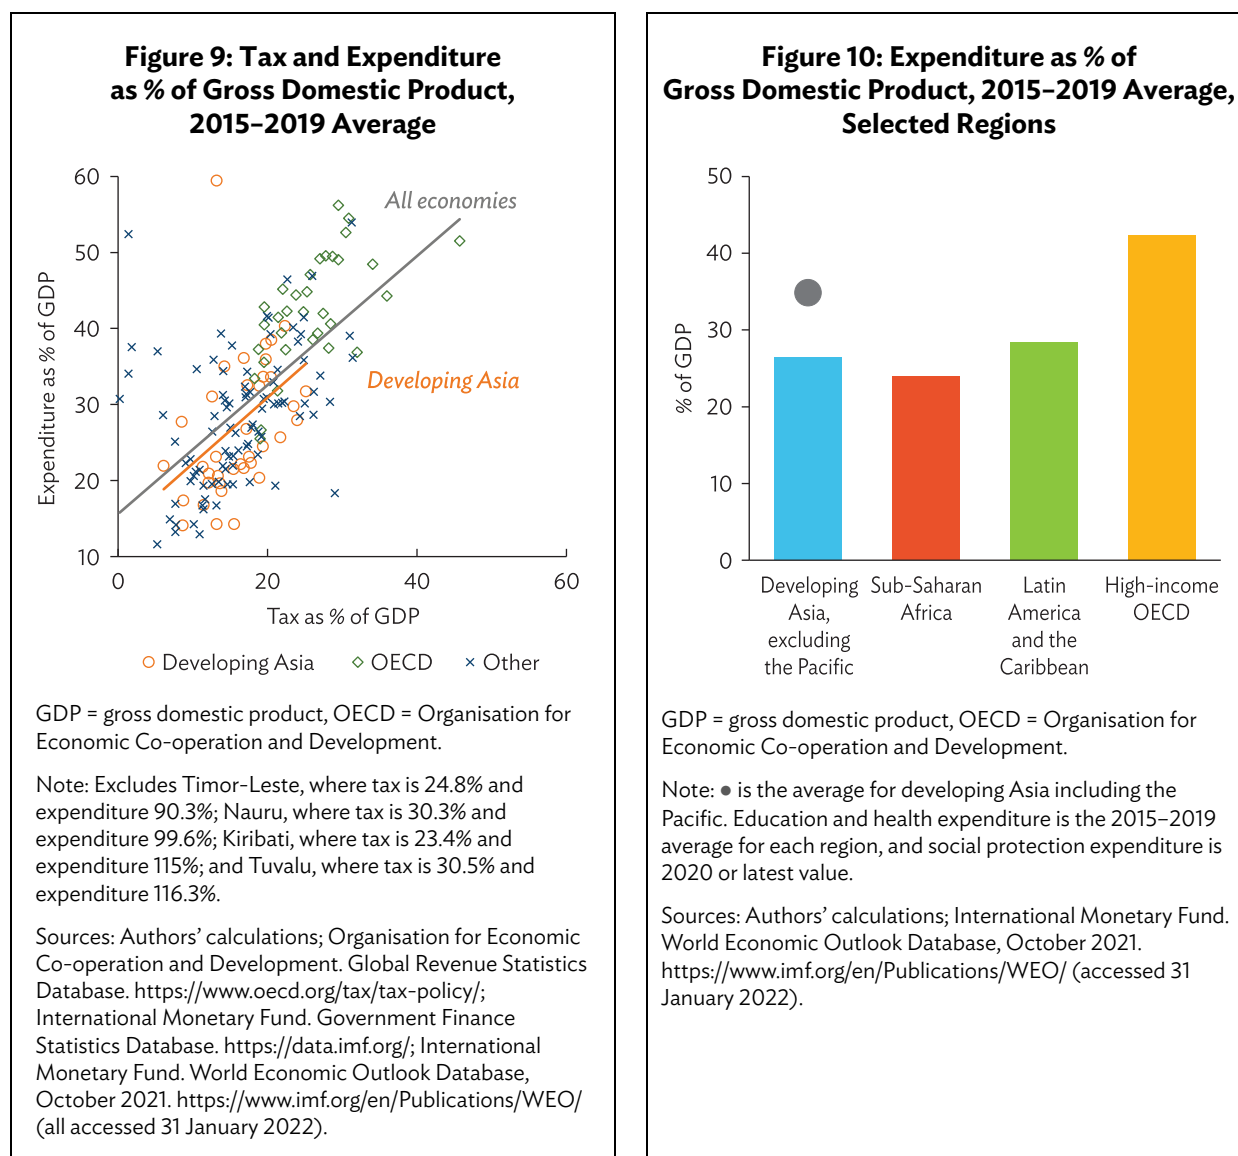 Figure 9: Tax and Expenditure
as % of Gross Domestic Product,
2015–2019 Average
60
50
40
30
20
10
Expenditure as % of GDP
All economies
Developing Asia
0
20
40
60
Tax as % of GDP
Developing Asia
OECD
Other
GDP = gross domestic product, OECD = Organisation for
Economic Co-operation and Development.
Note: Excludes Timor-Leste, where tax is 24.8% and
expenditure 90.3%; Nauru, where tax is 30.3% and
expenditure 99.6%; Kiribati, where tax is 23.4% and
expenditure 115%; and Tuvalu, where tax is 30.5% and
expenditure 116.3%.
Sources: Authors' calculations; Organisation for Economic
Co-operation and Development. Global Revenue Statistics
Database. https://www.oecd.org/tax/tax-policy/;
International Monetary Fund. Government Finance
Statistics Database. https://data.imf.org/; International
Monetary Fund. World Economic Outlook Database,
October 2021. https://www.imf.org/en/Publications/WEO/
(all accessed 31 January 2022).
Figure 10: Expenditure as % of
Gross Domestic Product, 2015–2019 Average,
Selected Regions
50
40
30
20
10
0
% of GDP
Developing
Asia,
excluding
the Pacific
Sub-Saharan
Africa
Latin
America
and the
Caribbean
High-income
OECD
GDP = gross domestic product, OECD = Organisation for
Economic Co-operation and Development.
Note: ● is the average for developing Asia including the
Pacific. Education and health expenditure is the 2015–2019
average for each region, and social protection expenditure is
2020 or latest value.
Sources: Authors' calculations; International Monetary Fund.
World Economic Outlook Database, October 2021.
https://www.imf.org/en/Publications/WEO/ (accessed 31
January 2022).